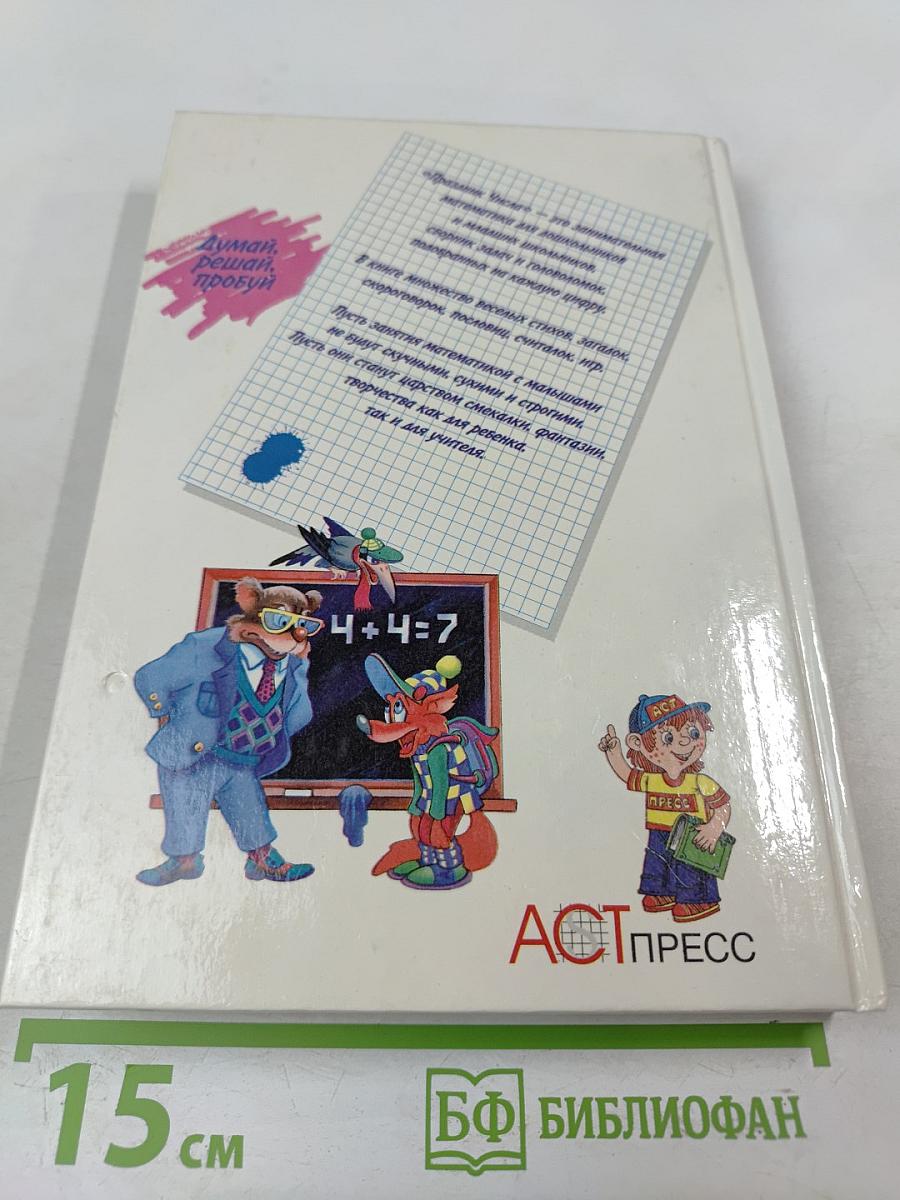 Думай,
решай,
пробуй
«Праздник Числа» — это занимательная
математика для дошкольников
и младших школьников,
сборник задач и головоломок,
подобранных на каждую цифру.
В книге множество веселых стихов, загадок,
скороговорок, пословиц, считалок, игр.
Пусть занятия математикой с малышами
не будут скучными, сухими и строгими.
Пусть они станут царством смекалки, фантазии,
творчества как для ребенка,
так и для учителя.
4+4=7
АСТ
ПРЕСС
АСТ ПРЕСС
15 см
БФ БИБЛИОФАН